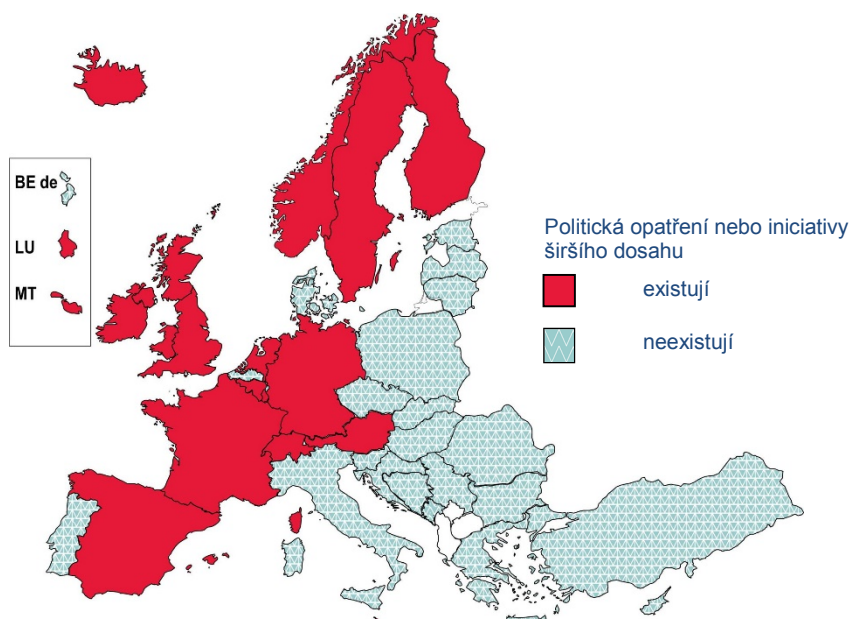 BE de
LU
MT
Politická opatření nebo iniciativy
širšího dosahu
existují
neexistují